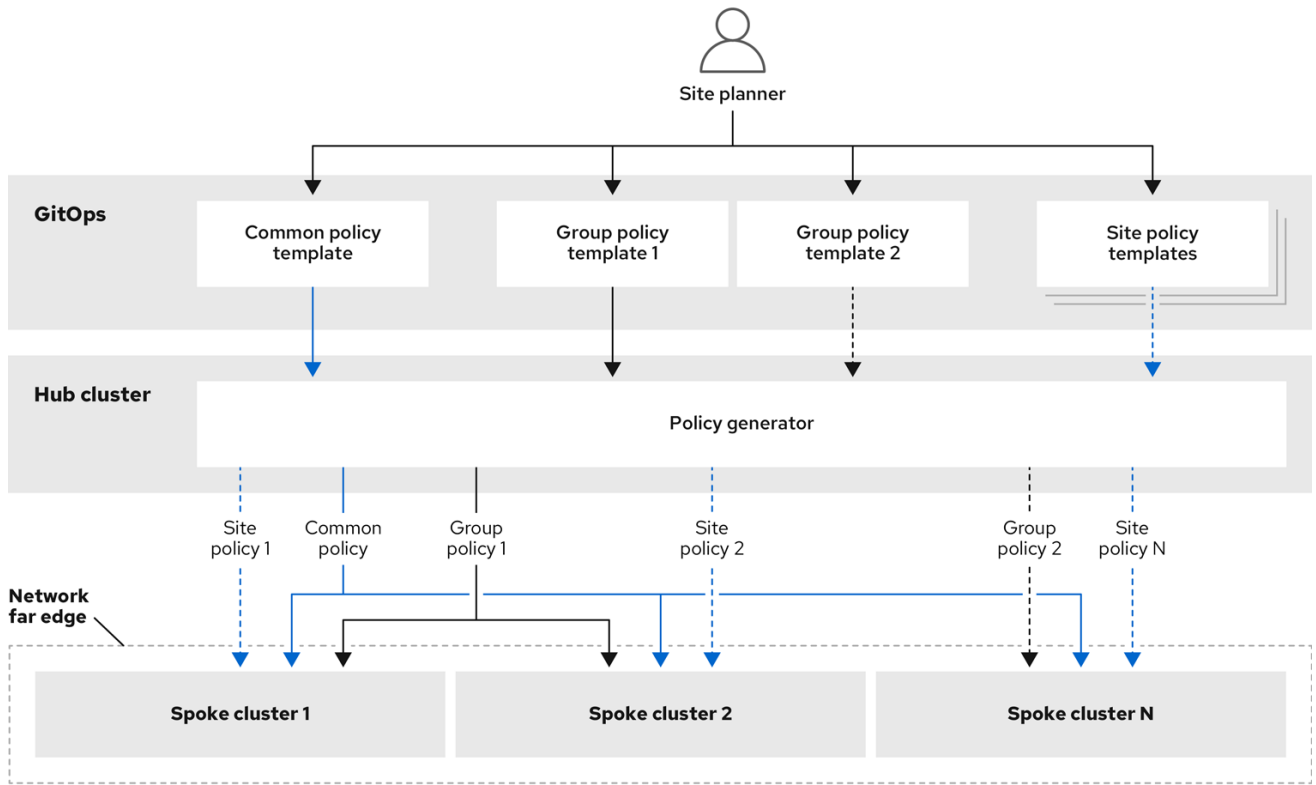 Site planner
GitOps
Common policy
template
Group policy
template 1
Group policy
template 2
Site policy
templates
Hub cluster
Policy generator
Site
policy 1
Common
policy
Group
policy 1
Site
policy 2
Group
policy 2
Site
policy N
Network
far edge
Spoke cluster 1
Spoke cluster 2
Spoke cluster N